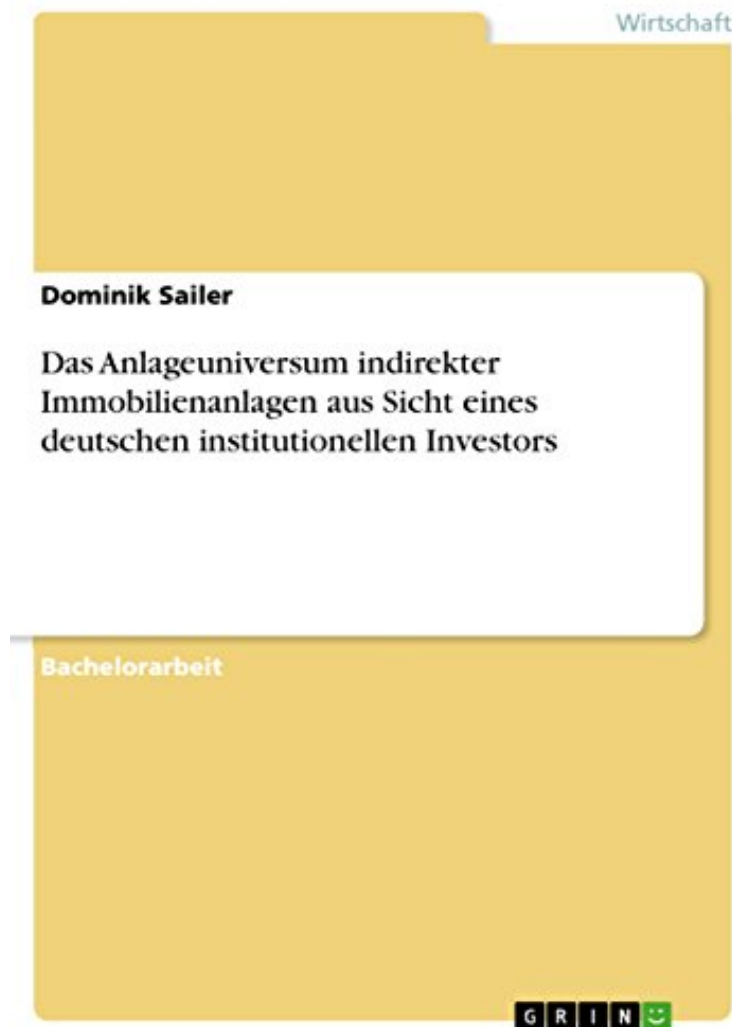 Wirtschaft
Dominik Sailer
Das Anlageuniversum indirekter
Immobilienanlagen aus Sicht eines
deutschen institutionellen Investors
Bachelorarbeit
GRIN